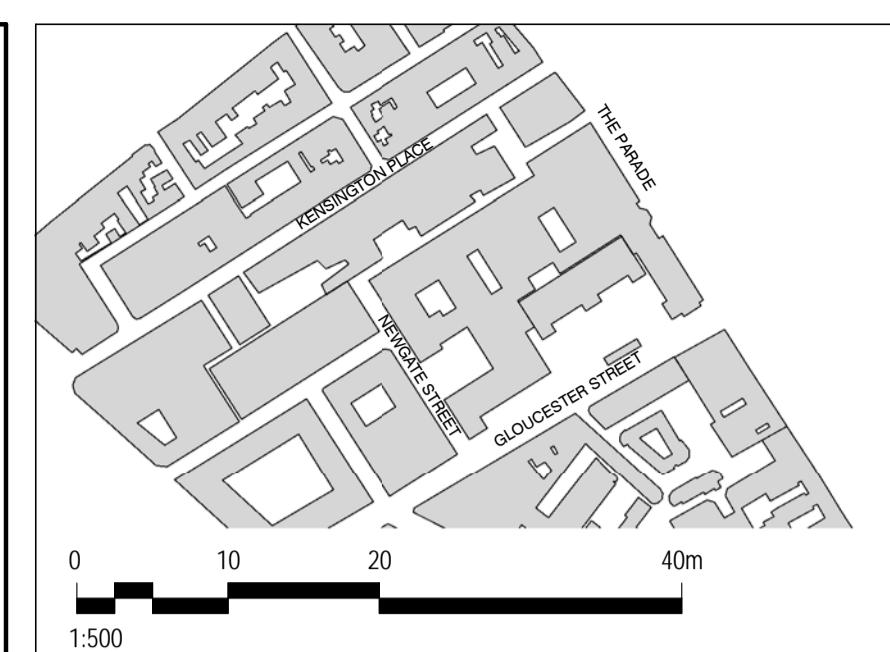 THE PARADE
KENSINGTON PLACE
NEWGATE STREET
GLOUCESTER STREET
0 10 20 40m
1:500